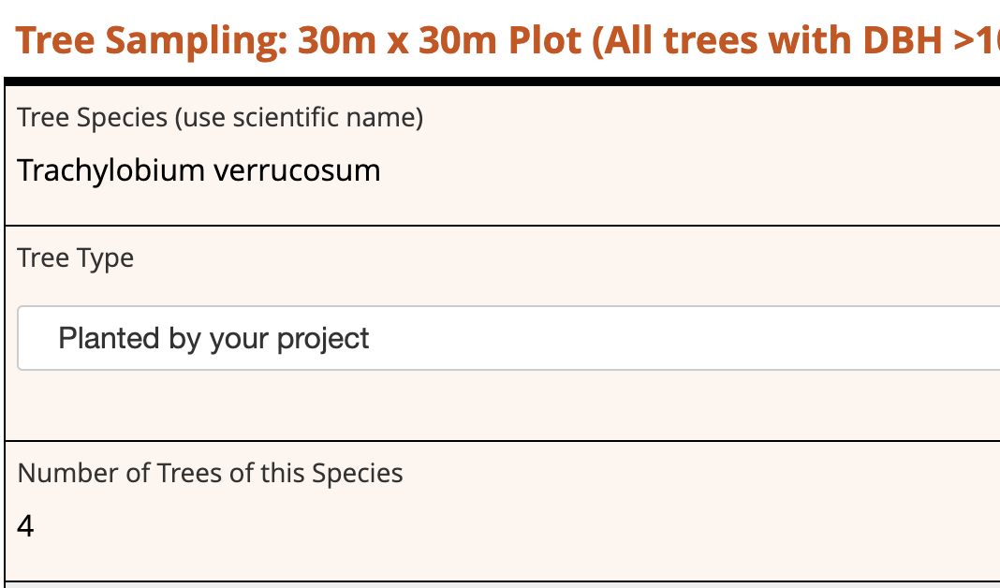 Tree Sampling: 30m x 30m Plot (All trees with DBH >1
Tree Species (use scientific name)
Trachylobium verrucosum
Tree Type
Planted by your project
Number of Trees of this Species
4